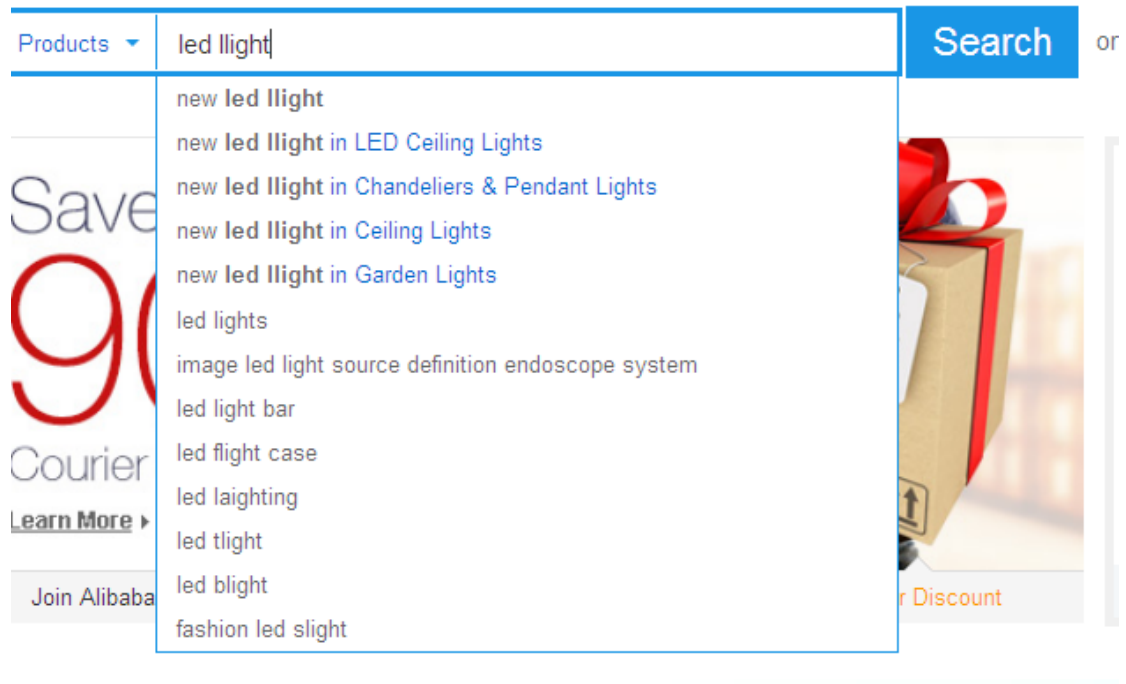 Products led llight Search or
new led llight
new led llight in LED Ceiling Lights
new led llight in Chandeliers & Pendant Lights
new led llight in Ceiling Lights
new led llight in Garden Lights
led lights
image led light source definition endoscope system
led light bar
led flight case
led laighting
led tlight
led blight
fashion led slight
Save
Courier
Learn More
Join Alibaba
Discount